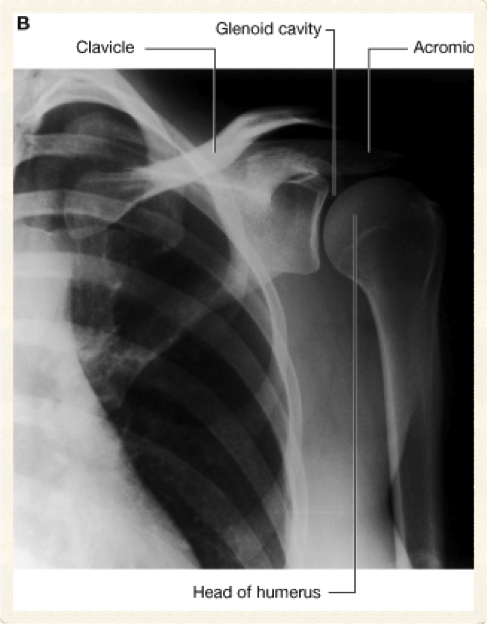 B
Glenoid cavity
Clavicle
Acromio
Head of humerus